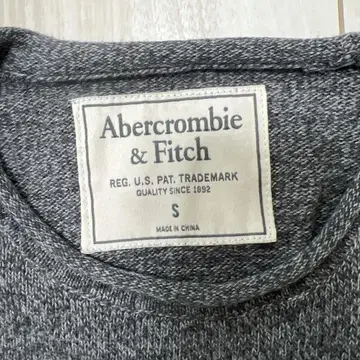 Abercrombie
& Fitch
REG. U.S. PAT. TRADEMARK
QUALITY SINCE 1892
S
MADE IN CHINA